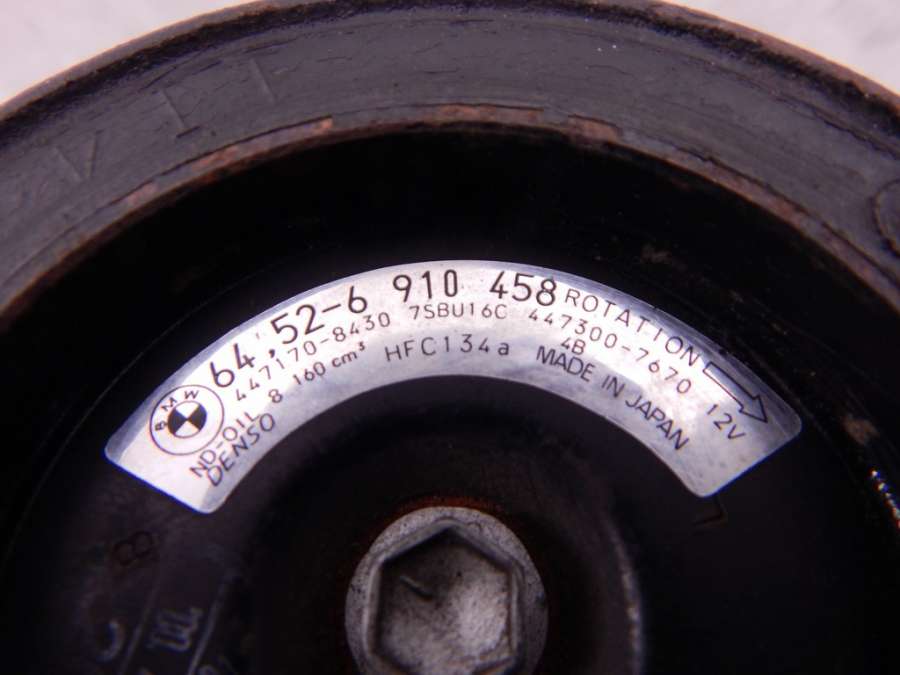 BMW
64,52-6 910 458 ROTATION
447170-8430 7SBU16C 447300-7670 12V
ND-OIL 8 160 cm³ HFC134a 4B
DENSO MADE IN JAPAN